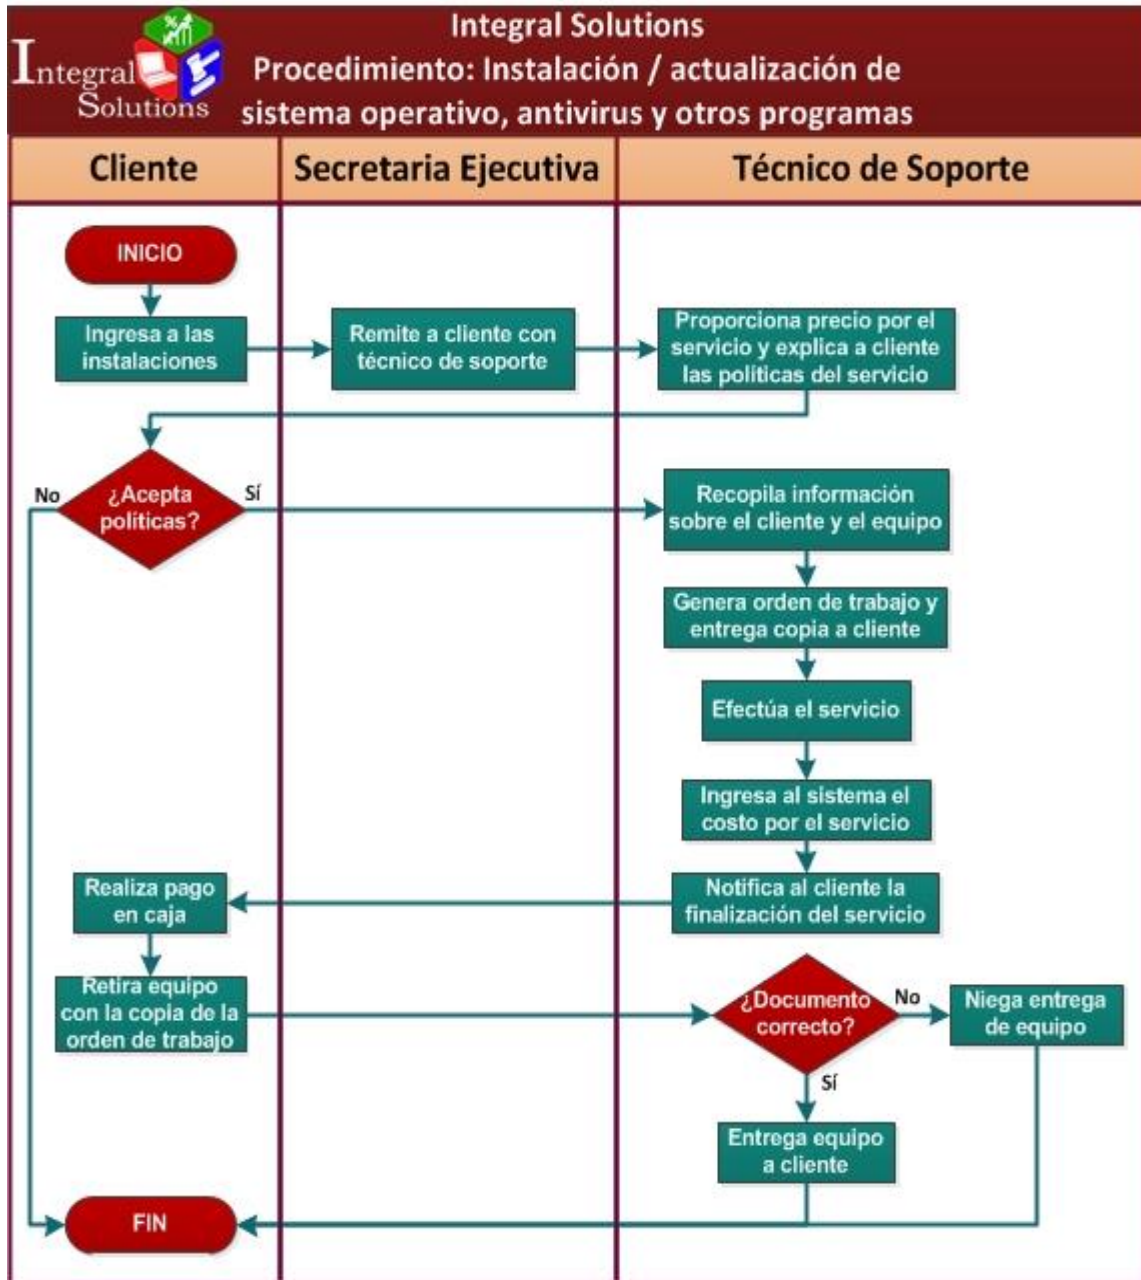 Integral
Solutions
Integral Solutions
Procedimiento: Instalación / actualización de
sistema operativo, antivirus y otros programas
Cliente
Secretaria Ejecutiva
Técnico de Soporte
INICIO
Ingresa a las
instalaciones
Remite a cliente con
técnico de soporte
Proporciona precio por el
servicio y explica a cliente
las políticas del servicio
No
¿Acepta
políticas?
Sí
Recopila información
sobre el cliente y el equipo
Genera orden de trabajo y
entrega copia a cliente
Efectúa el servicio
Ingresa al sistema el
costo por el servicio
Notifica al cliente la
finalización del servicio
Realiza pago
en caja
Retira equipo
con la copia de la
orden de trabajo
¿Documento
correcto?
No
Niega entrega
de equipo
Sí
Entrega equipo
a cliente
FIN